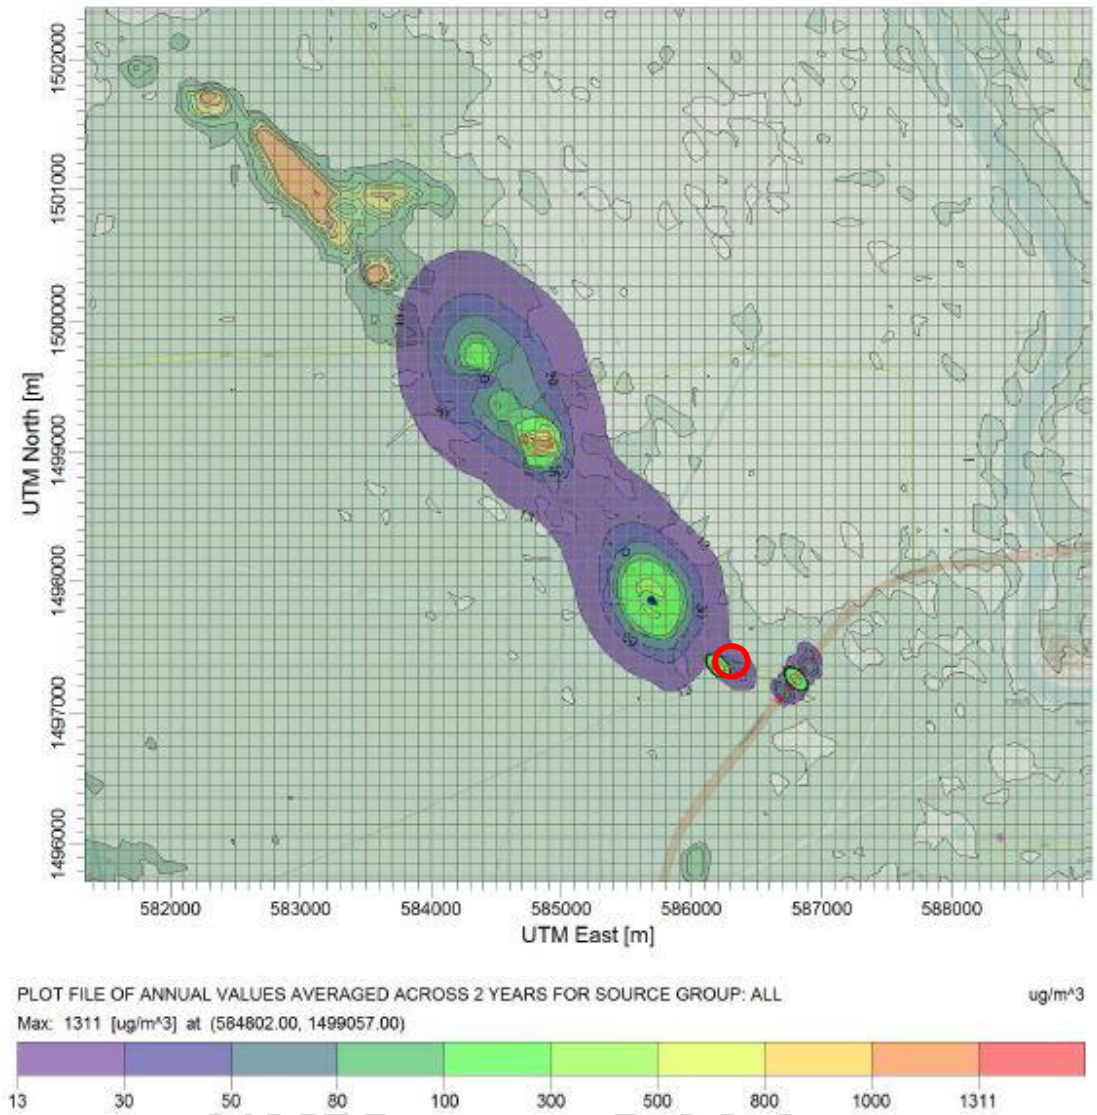 1502000
1501000
1500000
1499000
1498000
1497000
1496000
UTM North [m]
582000 583000 584000 585000 586000 587000 588000
UTM East [m]
PLOT FILE OF ANNUAL VALUES AVERAGED ACROSS 2 YEARS FOR SOURCE GROUP: ALL ug/m^3
Max: 1311 [ug/m^3] at (584802.00, 1499057.00)
13 30 50 80 100 300 500 800 1000 1311